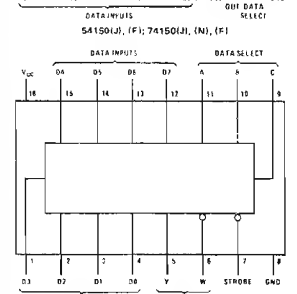 OUT DATA
DATA INPUTS SELECT
54150(J), (F); 74150(J), (N), (F)
DATA INPUTS DATA SELECT
VCC D4 D5 D6 D7 A B C
16 15 14 13 12 11 10 9
1 2 3 4 5 6 7 8
D3 D2 D1 D0 Y W STROBE GND